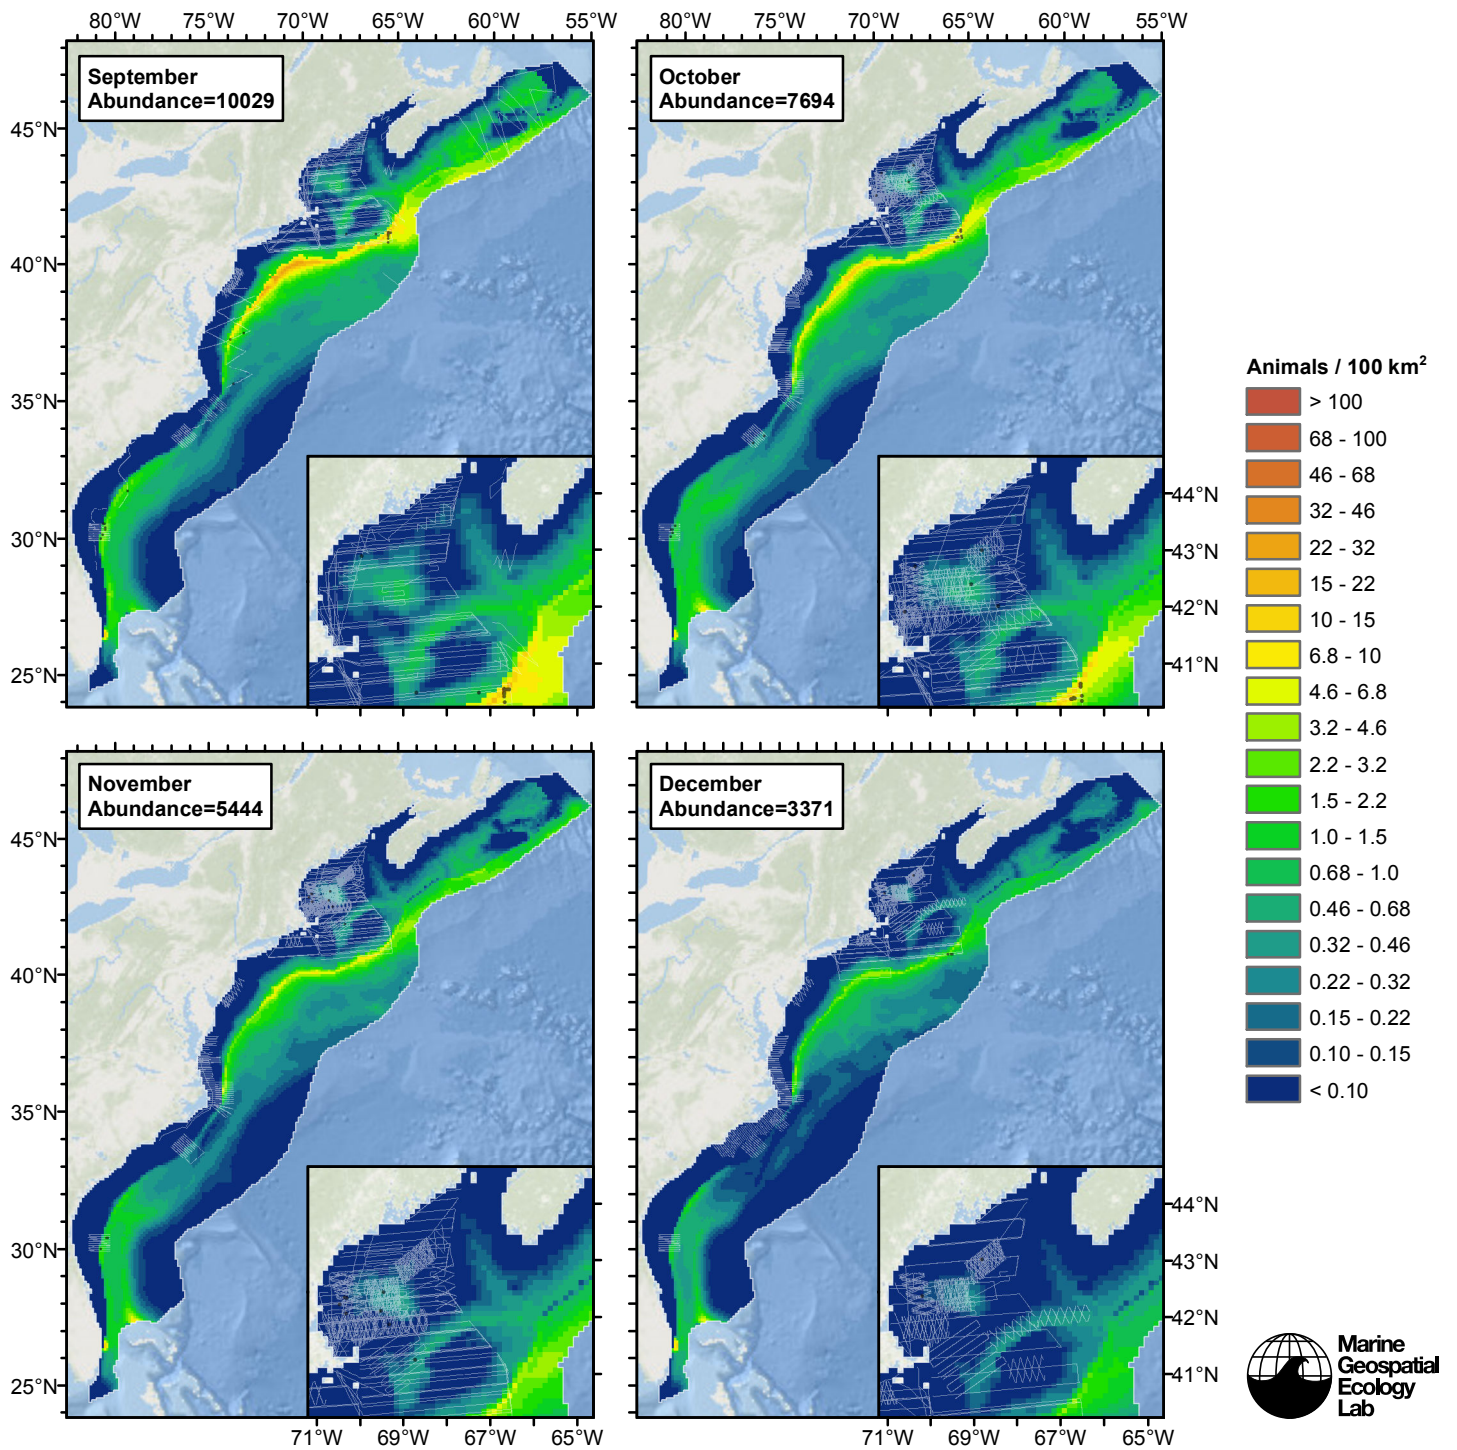 80°W 75°W 70°W 65°W 60°W 55°W
80°W 75°W 70°W 65°W 60°W 55°W
September
Abundance=10029
October
Abundance=7694
45°N
40°N
35°N
30°N
25°N
44°N
43°N
42°N
41°N
November
Abundance=5444
December
Abundance=3371
45°N
40°N
35°N
30°N
25°N
44°N
43°N
42°N
41°N
71°W 69°W 67°W 65°W
71°W 69°W 67°W 65°W
Animals / 100 km²
> 100
68 - 100
46 - 68
32 - 46
22 - 32
15 - 22
10 - 15
6.8 - 10
4.6 - 6.8
3.2 - 4.6
2.2 - 3.2
1.5 - 2.2
1.0 - 1.5
0.68 - 1.0
0.46 - 0.68
0.32 - 0.46
0.22 - 0.32
0.15 - 0.22
0.10 - 0.15
< 0.10
Marine
Geospatial
Ecology
Lab